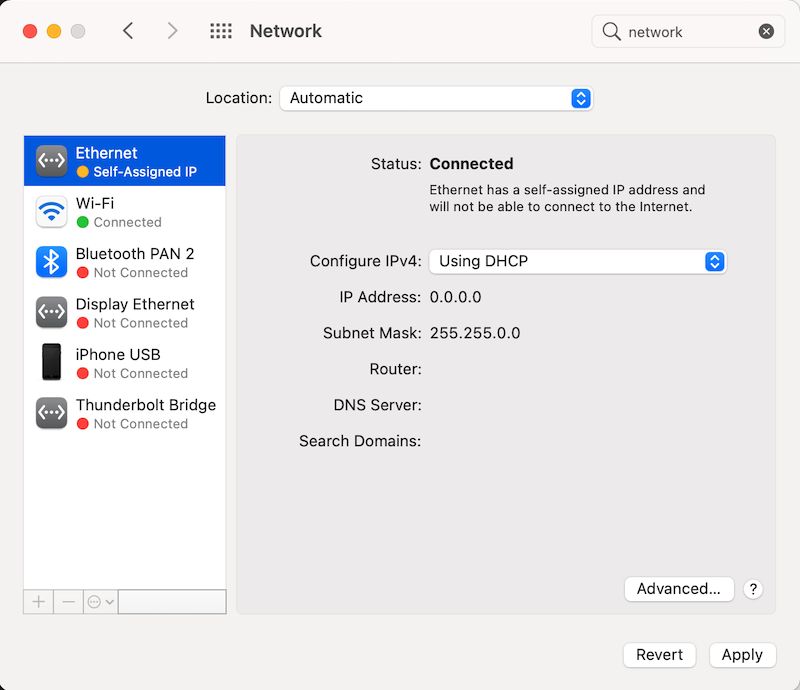 Network
network
Location: Automatic
Ethernet
Self-Assigned IP
Wi-Fi
Connected
Bluetooth PAN 2
Not Connected
Display Ethernet
Not Connected
iPhone USB
Not Connected
Thunderbolt Bridge
Not Connected
Status: Connected
Ethernet has a self-assigned IP address and
will not be able to connect to the Internet.
Configure IPv4: Using DHCP
IP Address: 0.0.0.0
Subnet Mask: 255.255.0.0
Router:
DNS Server:
Search Domains:
Advanced... ?
Revert Apply